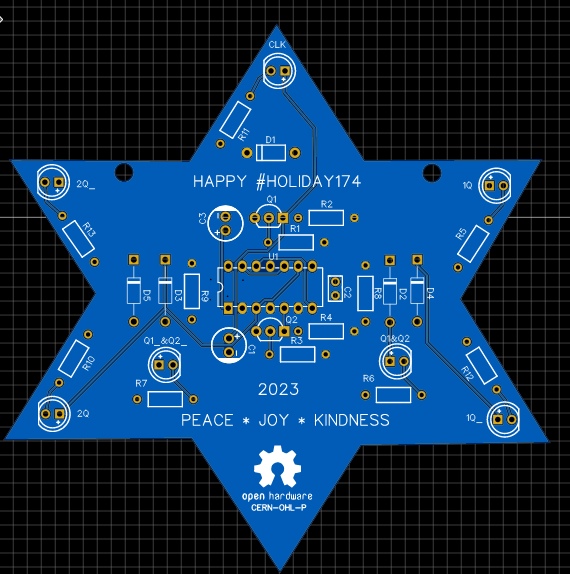 CLK
R11
D1
HAPPY #HOLIDAY174
2Q_
1Q
Q1
R2
C3
R1
R13
R5
U1
D5
D3
R9
C2
R8
D2
D4
Q2
R4
C1
R3
Q1_&Q2_
Q1&Q2
R10
R12
R7
R6
2023
2Q
1Q_
PEACE * JOY * KINDNESS
open hardware
CERN-OHL-P